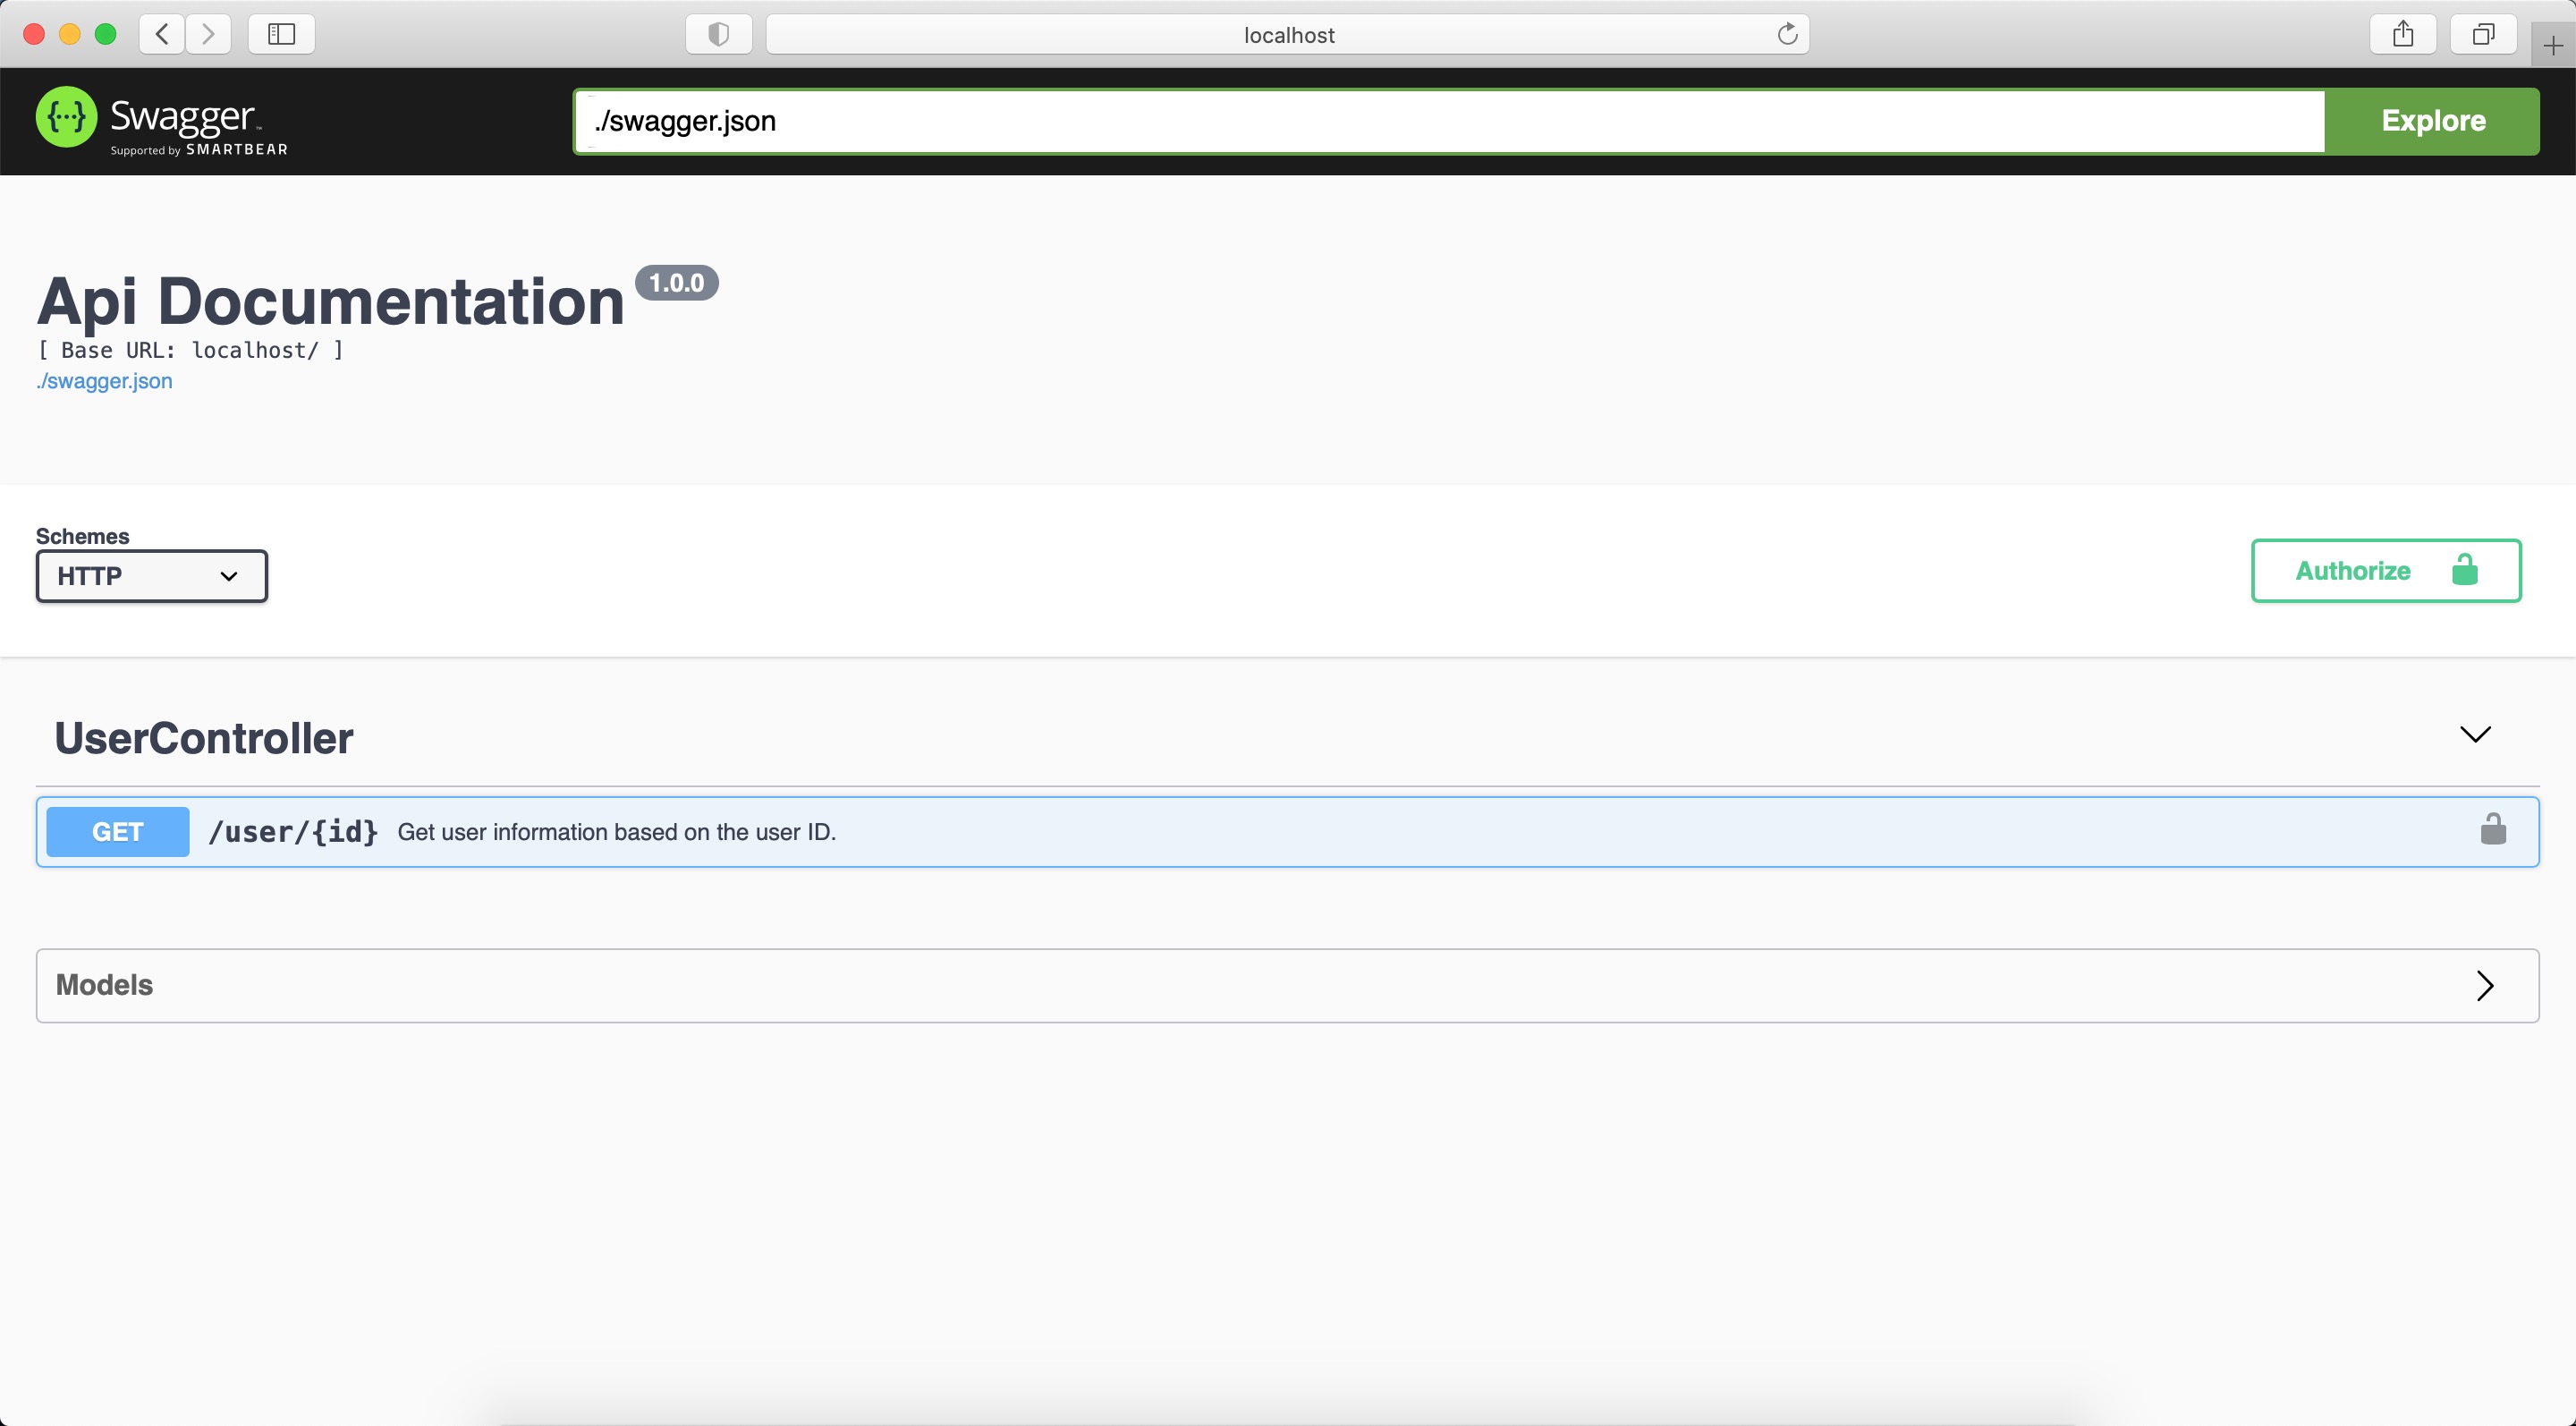 localhost
{...} Swagger™
Supported by SMARTBEAR
./swagger.json
Explore
Api Documentation 1.0.0
[ Base URL: localhost/ ]
./swagger.json
Schemes
HTTP
Authorize
UserController
GET /user/{id} Get user information based on the user ID.
Models